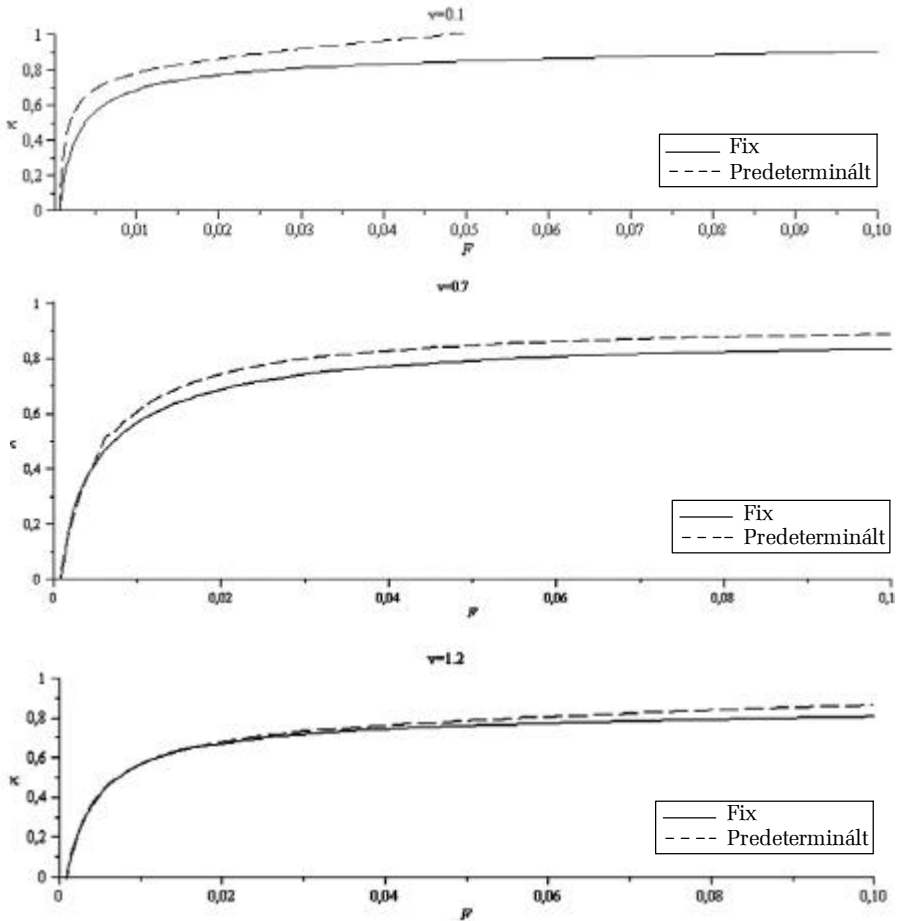 v=0.1
1
0,8
0,6
κ
0,4
0,2
0
Fix
Predeterminált
0,01 0,02 0,03 0,04 0,05 0,06 0,07 0,08 0,09 0,10
F
v=0.7
1
0,8
0,6
0,4
0,2
0
Fix
Predeterminált
0 0,02 0,04 0,06 0,08 0,1
F
v=1.2
1
0,8
0,6
κ
0,4
0,2
0
Fix
Predeterminált
0 0,02 0,04 0,06 0,08 0,10
F